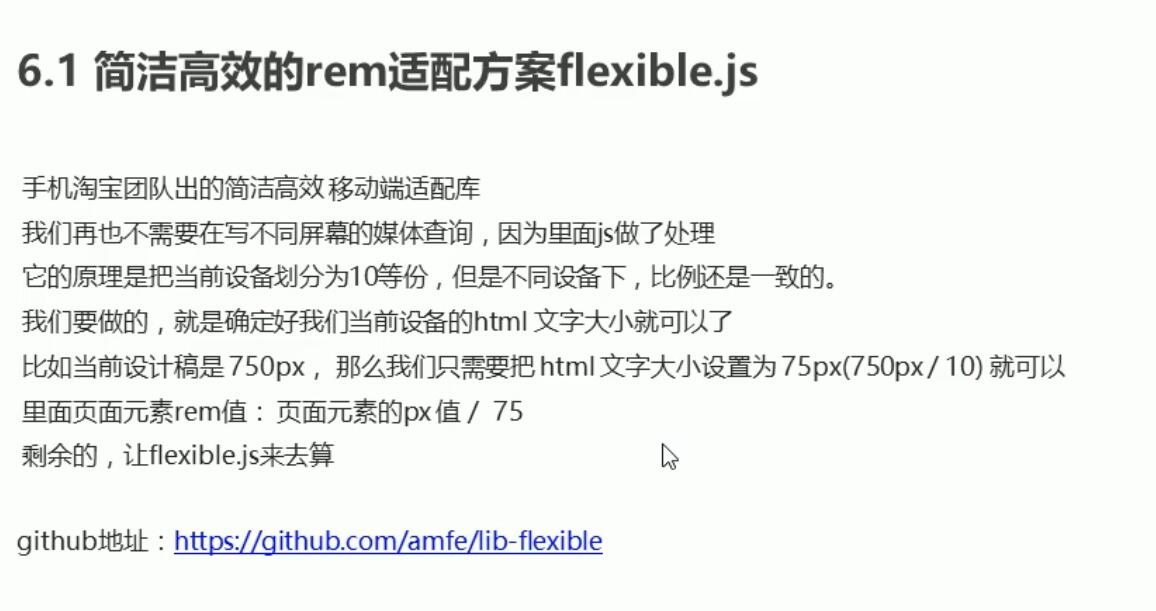 6.1 简洁高效的rem适配方案flexible.js
手机淘宝团队出的简洁高效 移动端适配库
我们再也不需要在写不同屏幕的媒体查询，因为里面js做了处理
它的原理是把当前设备划分为10等份，但是不同设备下，比例还是一致的。
我们要做的，就是确定好我们当前设备的html 文字大小就可以了
比如当前设计稿是 750px， 那么我们只需要把 html 文字大小设置为 75px(750px / 10) 就可以
里面页面元素rem值： 页面元素的px 值 / 75
剩余的，让flexible.js来去算
github地址：https://github.com/amfe/lib-flexible